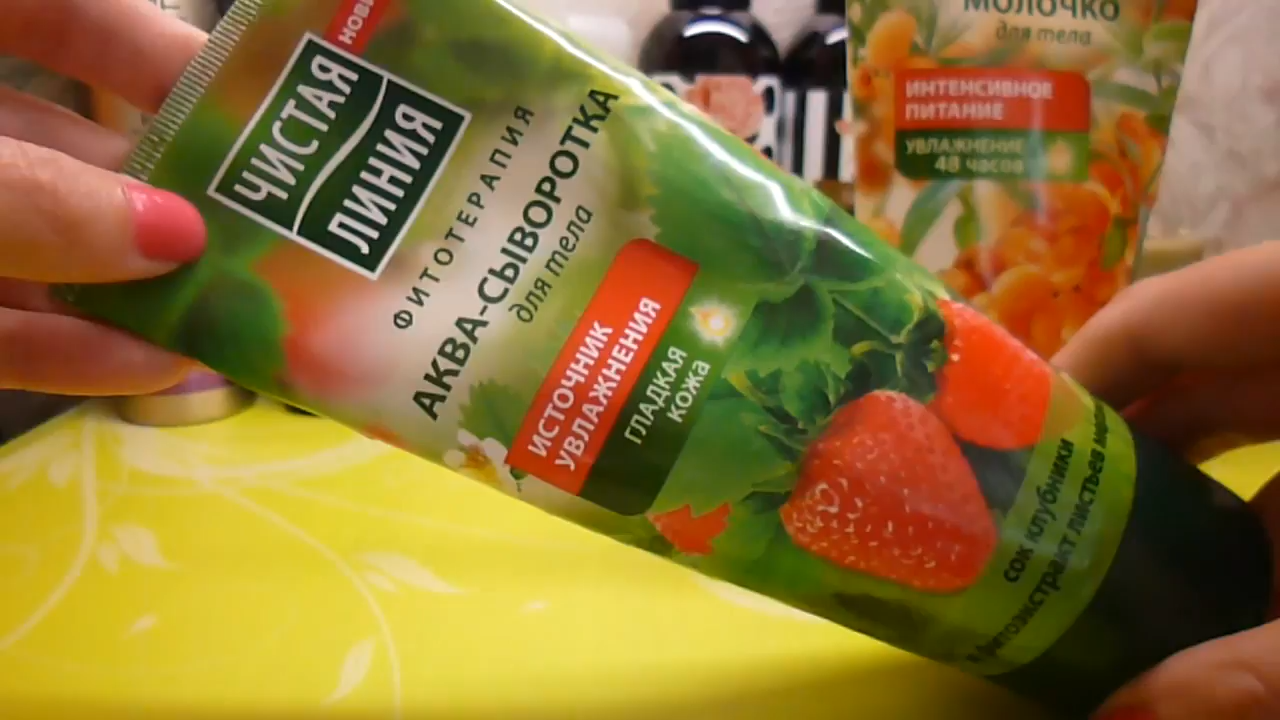 ЧИСТАЯ
ЛИНИЯ
ФИТОТЕРАПИЯ
АКВА-СЫВОРОТКА
для тела
ИСТОЧНИК
УВЛАЖНЕНИЯ
ГЛАДКАЯ
КОЖА
сок клубники
фитоэкстракт листьев
МОЛОЧКО
для тела
ИНТЕНСИВНОЕ
ПИТАНИЕ
УВЛАЖНЕНИЕ
48 часов